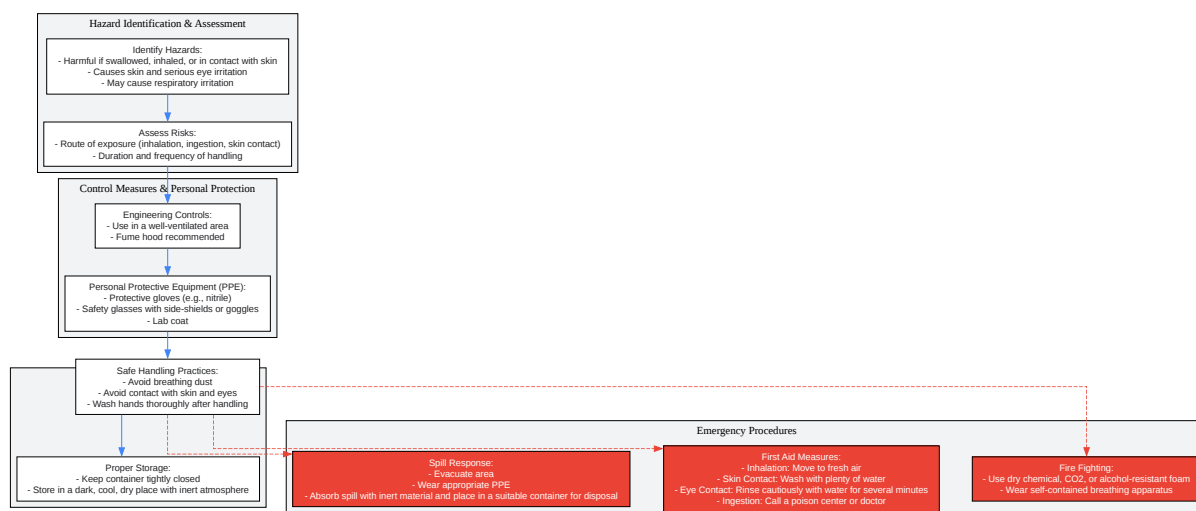 Hazard Identification & Assessment
Identify Hazards:
- Harmful if swallowed, inhaled, or in contact with skin
- Causes skin and serious eye irritation
- May cause respiratory irritation
Assess Risks:
- Route of exposure (inhalation, ingestion, skin contact)
- Duration and frequency of handling
Control Measures & Personal Protection
Engineering Controls:
- Use in a well-ventilated area
- Fume hood recommended
Personal Protective Equipment (PPE):
- Protective gloves (e.g., nitrile)
- Safety glasses with side-shields or goggles
- Lab coat
Safe Handling Practices:
- Avoid breathing dust
- Avoid contact with skin and eyes
- Wash hands thoroughly after handling
Proper Storage:
- Keep container tightly closed
- Store in a dark, cool, dry place with inert atmosphere
Emergency Procedures
Spill Response:
- Evacuate area
- Wear appropriate PPE
- Absorb spill with inert material and place in a suitable container for disposal
First Aid Measures:
- Inhalation: Move to fresh air
- Skin Contact: Wash with plenty of water
- Eye Contact: Rinse cautiously with water for several minutes
- Ingestion: Call a poison center or doctor
Fire Fighting:
- Use dry chemical, CO2, or alcohol-resistant foam
- Wear self-contained breathing apparatus